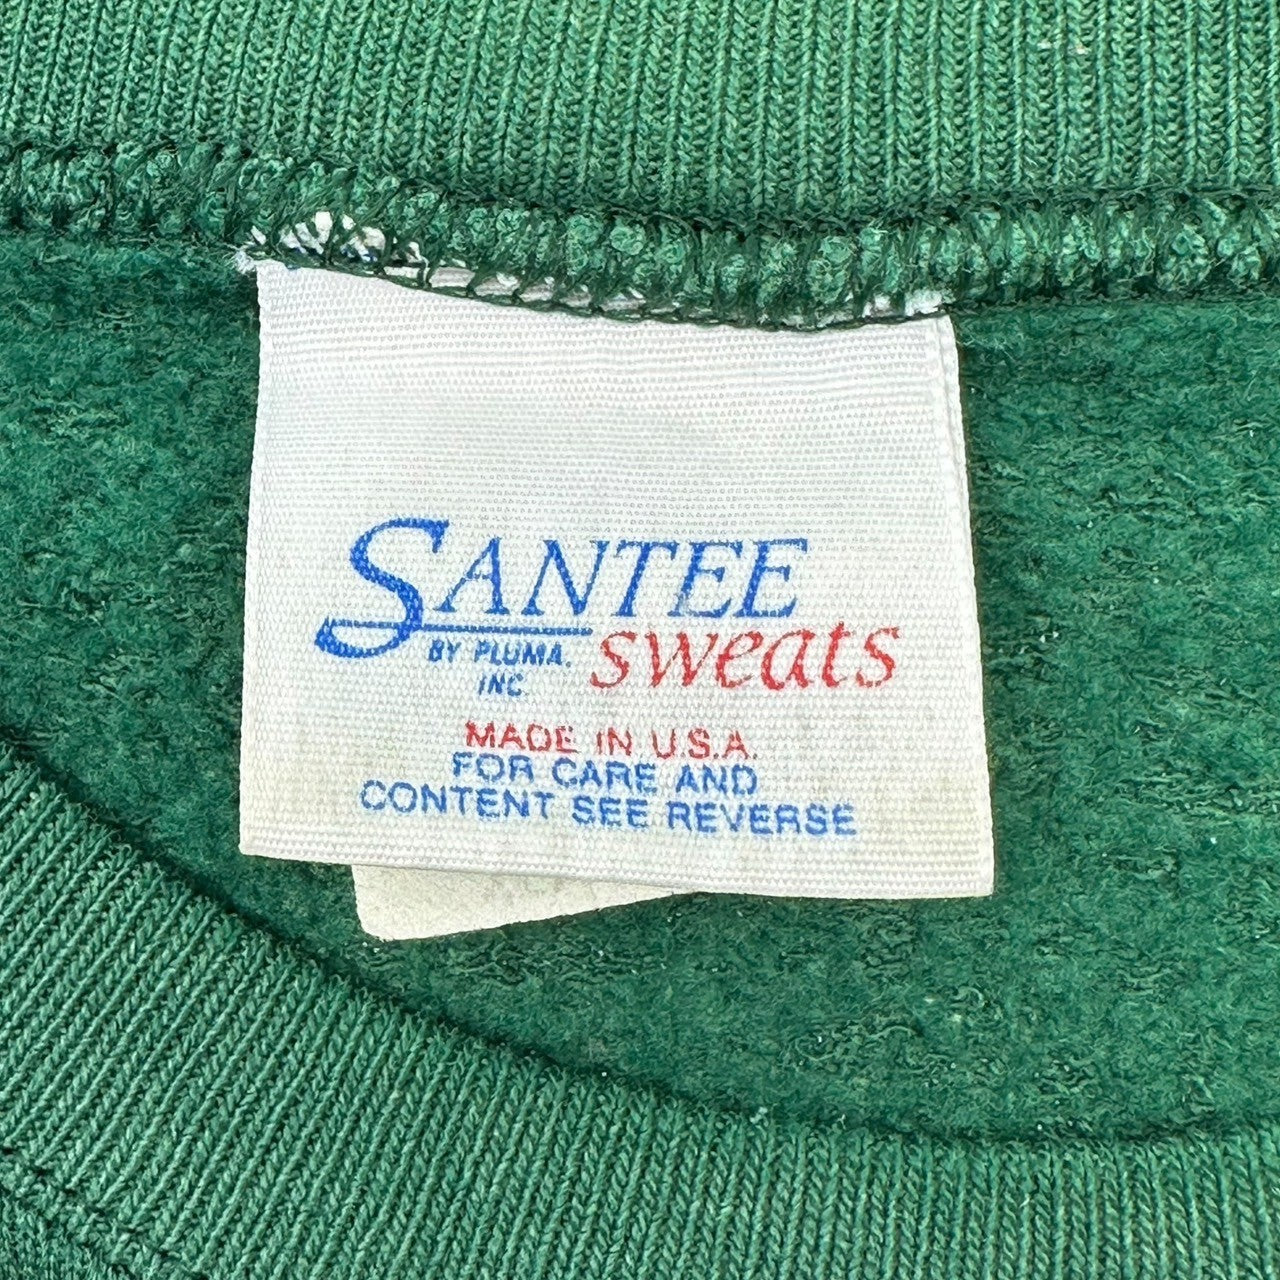 SANTEE
BY PLUMA. sweats
INC
MADE IN U.S.A.
FOR CARE AND
CONTENT SEE REVERSE